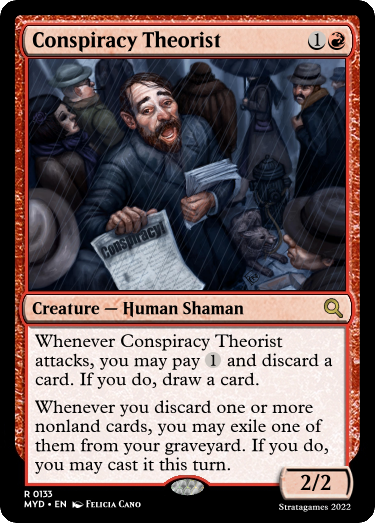 Conspiracy Theorist 1
Conspiracy!
Creature — Human Shaman
Whenever Conspiracy Theorist
attacks, you may pay 1 and discard a
card. If you do, draw a card.
Whenever you discard one or more
nonland cards, you may exile one of
them from your graveyard. If you do,
you may cast it this turn.
2/2
R 0133
MYD • EN Felicia Cano
Stratagames 2022